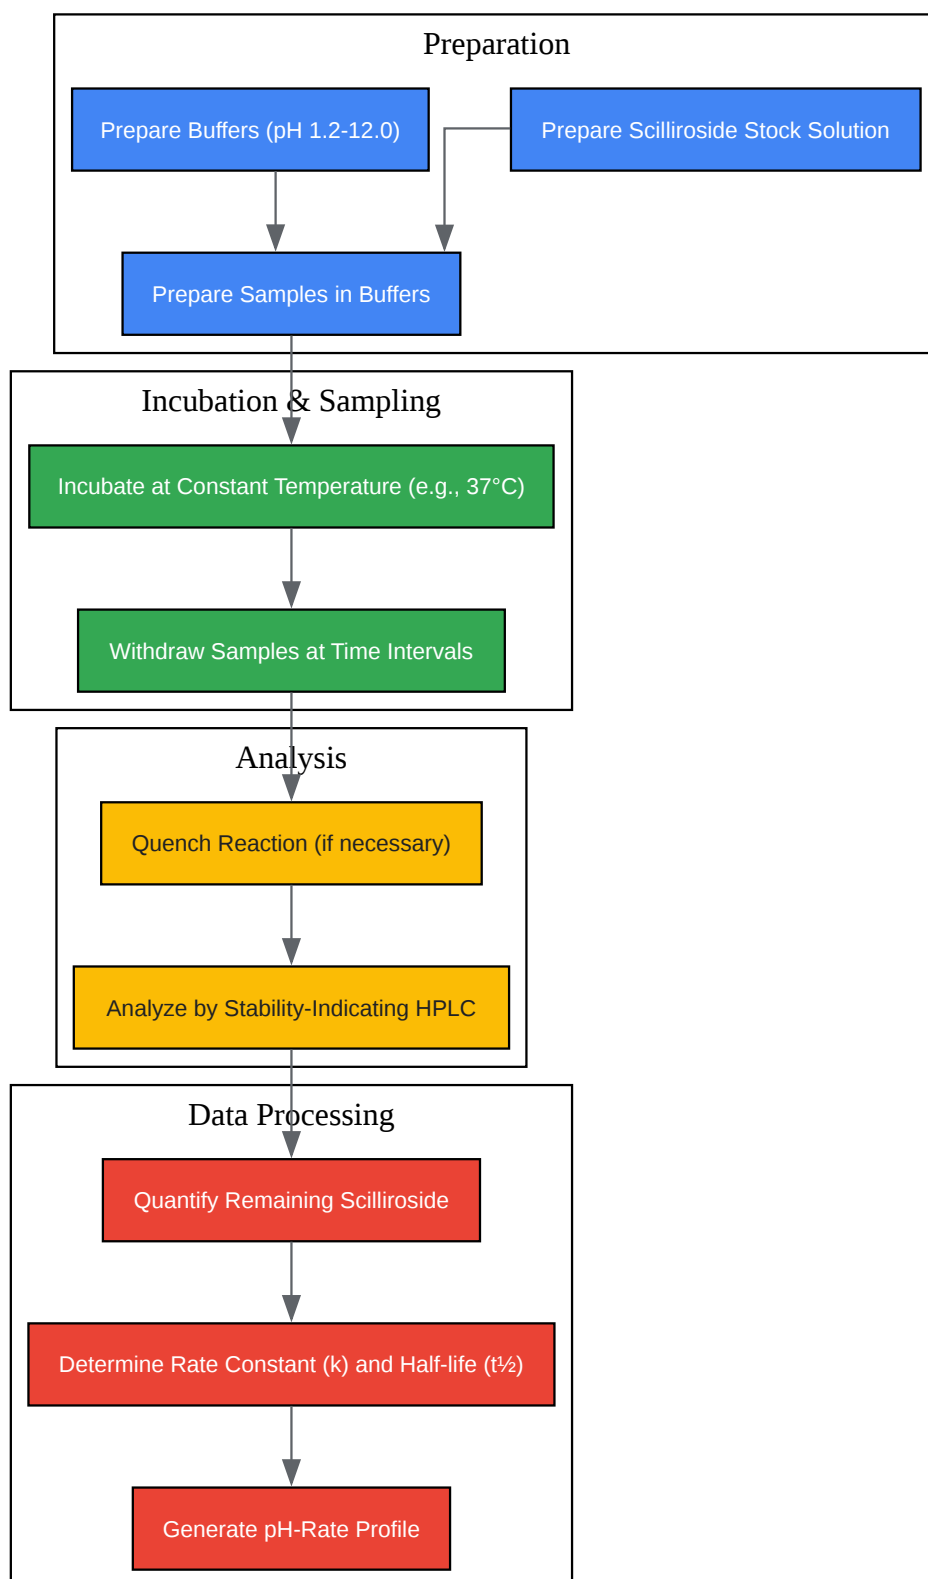 Preparation
Prepare Buffers (pH 1.2-12.0)
Prepare Scilliroside Stock Solution
Prepare Samples in Buffers
Incubation & Sampling
Incubate at Constant Temperature (e.g., 37°C)
Withdraw Samples at Time Intervals
Analysis
Quench Reaction (if necessary)
Analyze by Stability-Indicating HPLC
Data Processing
Quantify Remaining Scilliroside
Determine Rate Constant (k) and Half-life (t½)
Generate pH-Rate Profile